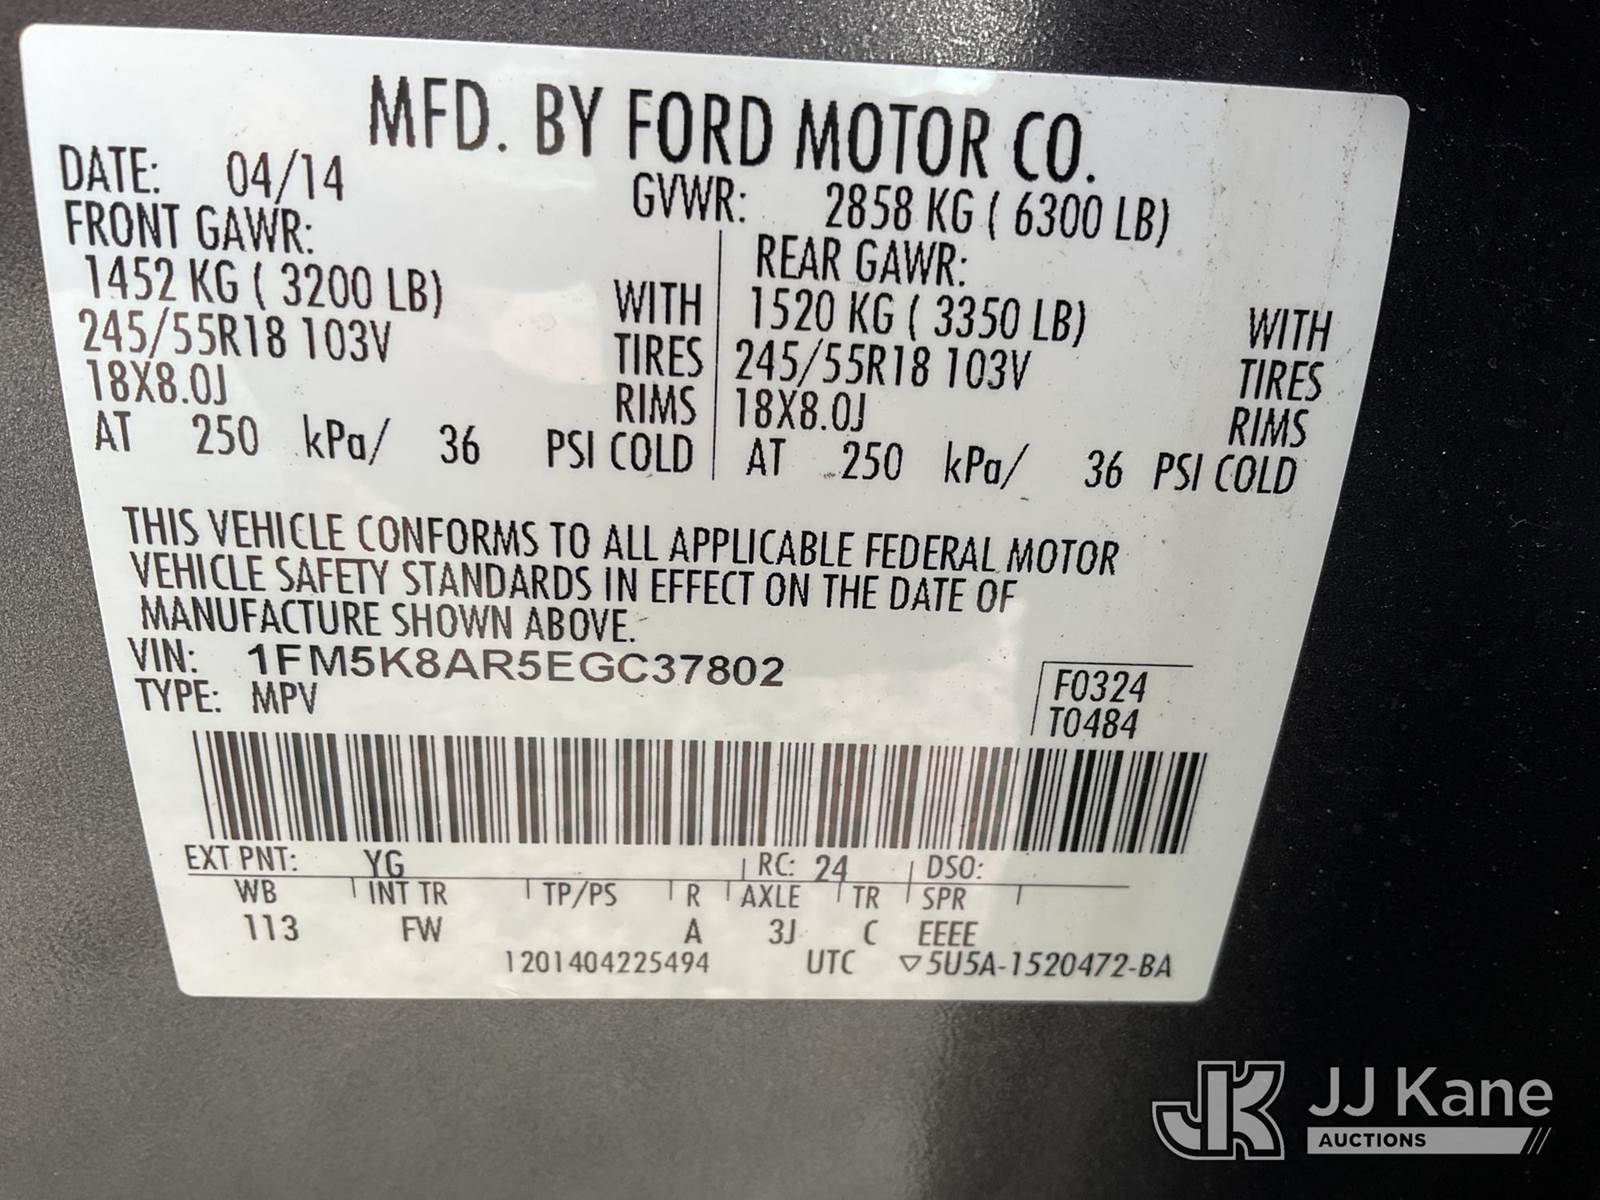 MFD. BY FORD MOTOR CO.
DATE: 04/14 GVWR: 2858 KG ( 6300 LB)
FRONT GAWR: REAR GAWR:
1452 KG ( 3200 LB) WITH 1520 KG ( 3350 LB) WITH
245/55R18 103V TIRES 245/55R18 103V TIRES
18X8.0J RIMS 18X8.0J RIMS
AT 250 kPa/ 36 PSI COLD AT 250 kPa/ 36 PSI COLD
THIS VEHICLE CONFORMS TO ALL APPLICABLE FEDERAL MOTOR
VEHICLE SAFETY STANDARDS IN EFFECT ON THE DATE OF
MANUFACTURE SHOWN ABOVE.
VIN: 1FM5K8AR5EGC37802
TYPE: MPV
F0324
T0484
EXT PNT: YG RC: 24 DSO:
WB INT TR TP/PS R AXLE TR SPR
113 FW A 3J C EEEE
1201404225494 UTC ▽5U5A-1520472-BA
JK JJ Kane
AUCTIONS